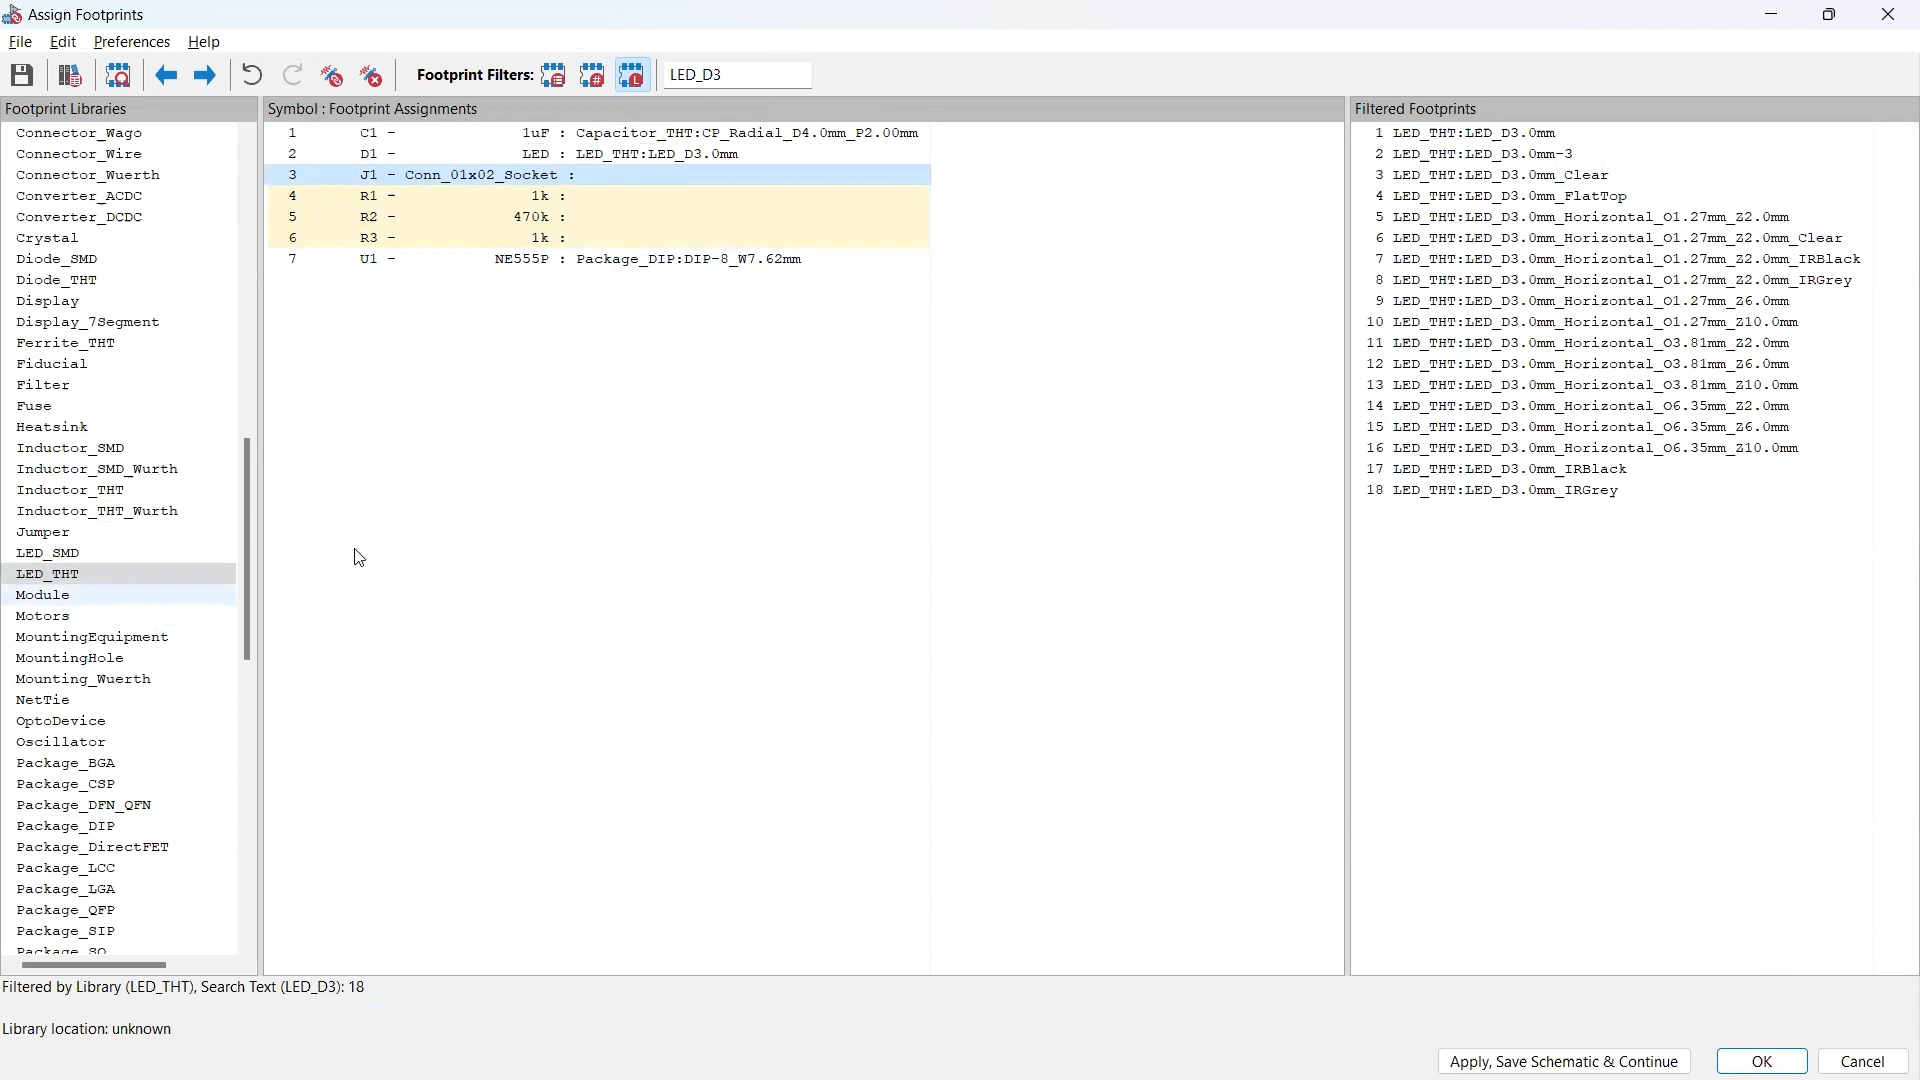 Assign Footprints
File Edit Preferences Help
Footprint Filters: LED_D3
Footprint Libraries
Connector_Wago
Connector_Wire
Connector_Wuerth
Converter_ACDC
Converter_DCDC
Crystal
Diode_SMD
Diode_THT
Display
Display_7Segment
Ferrite_THT
Fiducial
Filter
Fuse
Heatsink
Inductor_SMD
Inductor_SMD_Wurth
Inductor_THT
Inductor_THT_Wurth
Jumper
LED_SMD
LED_THT
Module
Motors
MountingEquipment
MountingHole
Mounting_Wuerth
NetTie
OptoDevice
Oscillator
Package_BGA
Package_CSP
Package_DFN_QFN
Package_DIP
Package_DirectFET
Package_LCC
Package_LGA
Package_QFP
Package_SIP
Package_SO
Symbol : Footprint Assignments
1 C1 - 1uF : Capacitor_THT:CP_Radial_D4.0mm_P2.00mm
2 D1 - LED : LED_THT:LED_D3.0mm
3 J1 - Conn_01x02_Socket :
4 R1 - 1k :
5 R2 - 470k :
6 R3 - 1k :
7 U1 - NE555P : Package_DIP:DIP-8_W7.62mm
Filtered Footprints
1 LED_THT:LED_D3.0mm
2 LED_THT:LED_D3.0mm-3
3 LED_THT:LED_D3.0mm_Clear
4 LED_THT:LED_D3.0mm_FlatTop
5 LED_THT:LED_D3.0mm_Horizontal_O1.27mm_Z2.0mm
6 LED_THT:LED_D3.0mm_Horizontal_O1.27mm_Z2.0mm_Clear
7 LED_THT:LED_D3.0mm_Horizontal_O1.27mm_Z2.0mm_IRBlack
8 LED_THT:LED_D3.0mm_Horizontal_O1.27mm_Z2.0mm_IRGrey
9 LED_THT:LED_D3.0mm_Horizontal_O1.27mm_Z6.0mm
10 LED_THT:LED_D3.0mm_Horizontal_O1.27mm_Z10.0mm
11 LED_THT:LED_D3.0mm_Horizontal_O3.81mm_Z2.0mm
12 LED_THT:LED_D3.0mm_Horizontal_O3.81mm_Z6.0mm
13 LED_THT:LED_D3.0mm_Horizontal_O3.81mm_Z10.0mm
14 LED_THT:LED_D3.0mm_Horizontal_O6.35mm_Z2.0mm
15 LED_THT:LED_D3.0mm_Horizontal_O6.35mm_Z6.0mm
16 LED_THT:LED_D3.0mm_Horizontal_O6.35mm_Z10.0mm
17 LED_THT:LED_D3.0mm_IRBlack
18 LED_THT:LED_D3.0mm_IRGrey
Filtered by Library (LED_THT), Search Text (LED_D3): 18
Library location: unknown
Apply, Save Schematic & Continue OK Cancel